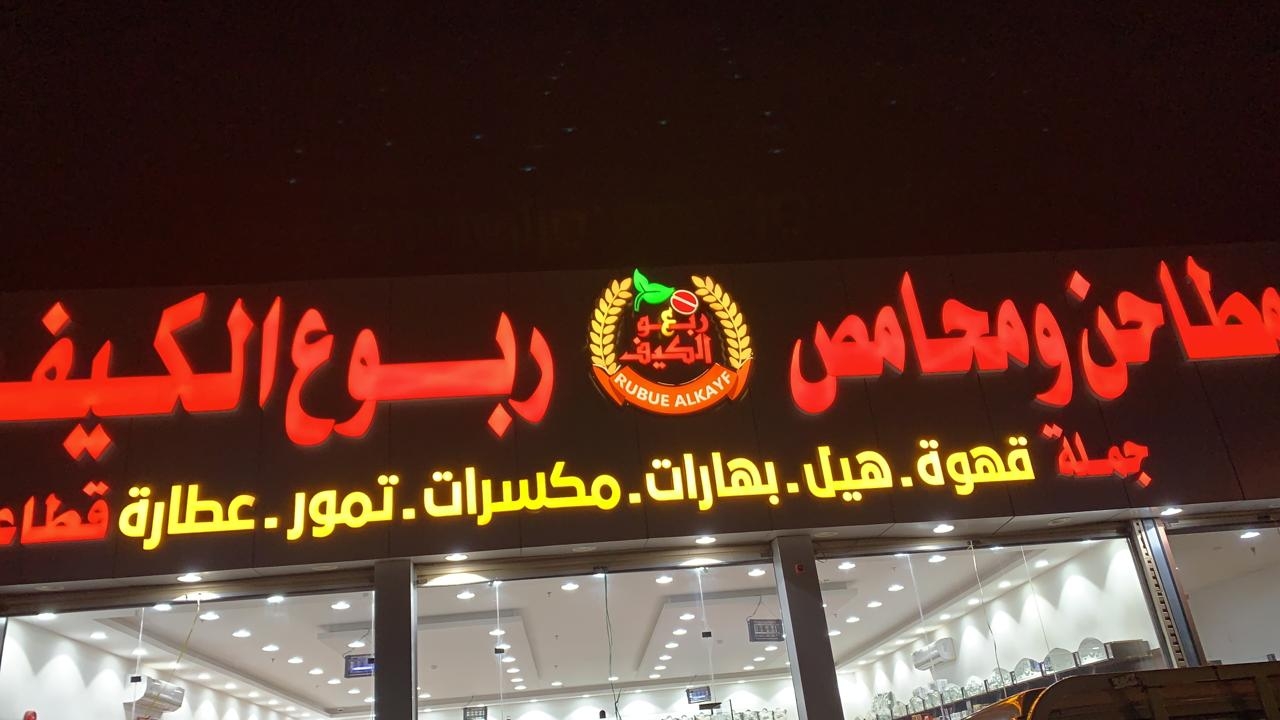 مطاحن ومحامص
ربوع الكيف
RUBUE ALKAYF
ربوع الكيف
جملة
قهوة . هيل . بهارات . مكسرات . تمور . عطارة
قطاع